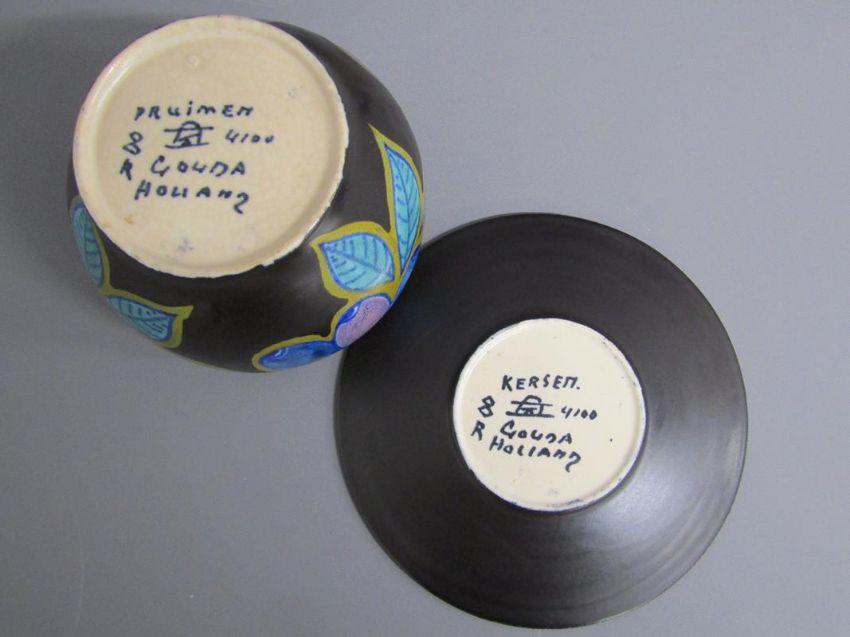 PRUIMEN
8 4100
R GOUDA
HOLLAND
KERSEN.
8 4100
R GOUDA
HOLLAND